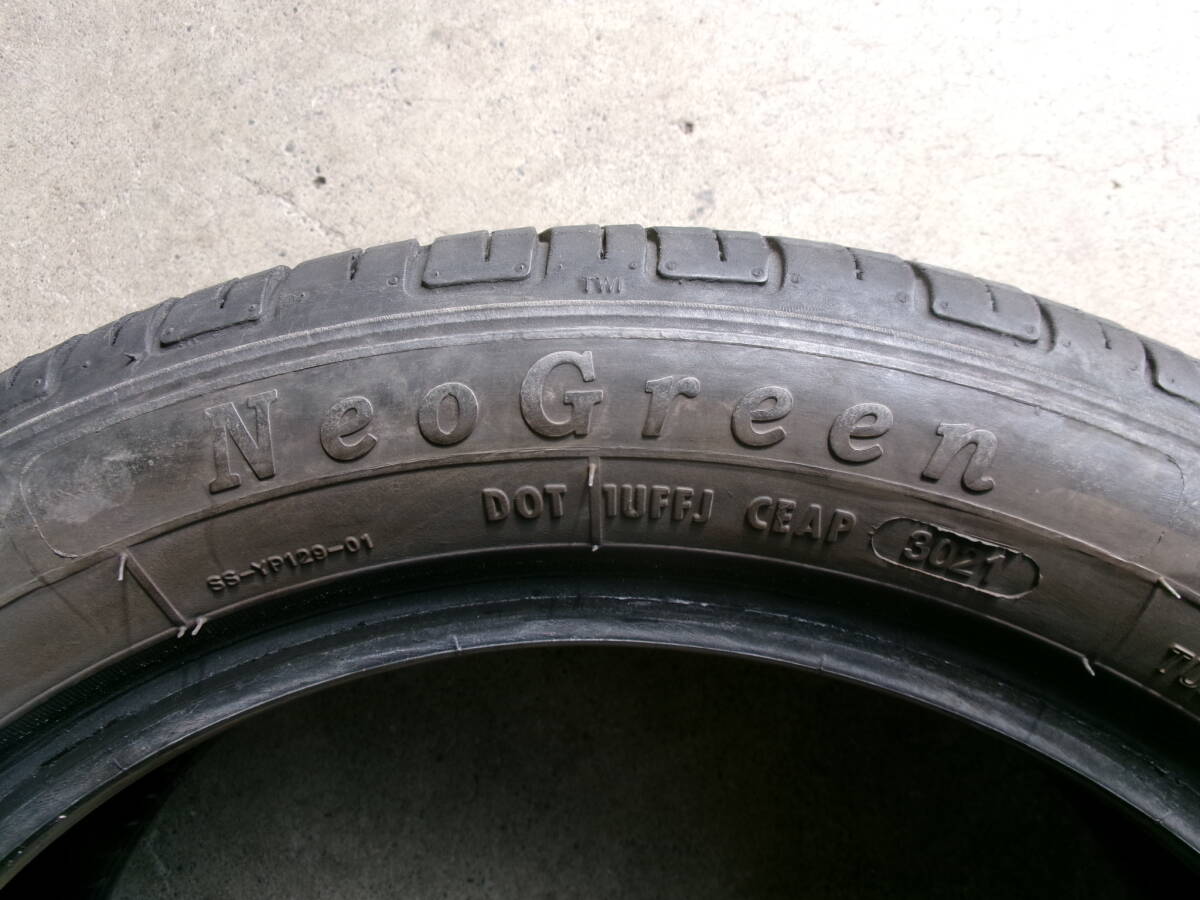 TWI
NeoGreen
DOT 1UFFJ CEAP 3021
SS-YP129-01